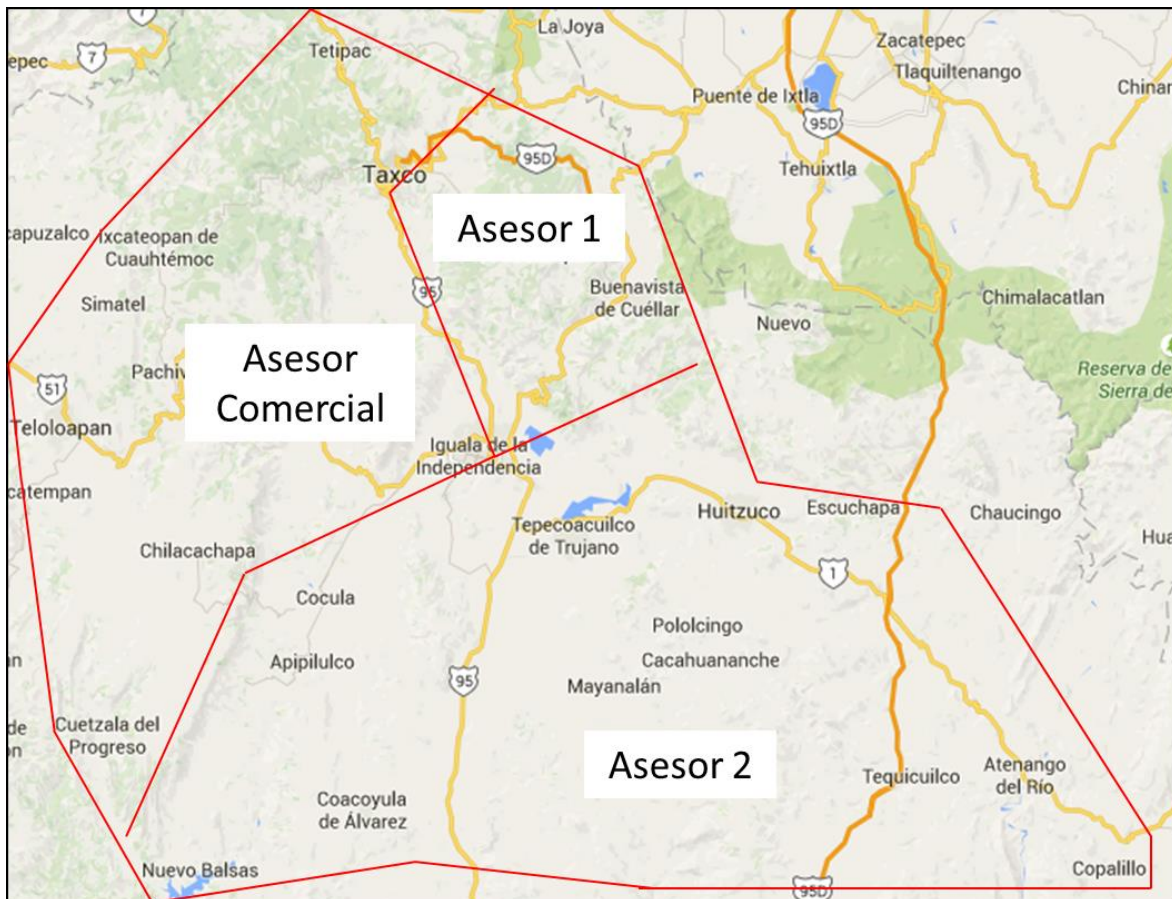 7
epec
Tetipac
La Joya
Zacatepec
Tlaquiltenango
Chinar
Puente de Ixtla
95D
95D
Tehuixtla
Taxco
Asesor 1
capuzalco
Ixcateopan de
Cuauhtémoc
95
Buenavista
de Cuéllar
Simatel
Chimalacatlan
Nuevo
Asesor
Comercial
Pachiv
51
Reserva de
Sierra de
Teloloapan
Iguala de la
Independencia
catempan
Huitzuco
Escuchapa
Chaucingo
Tepecoacuilco
de Trujano
Hua
Chilacachapa
1
Cocula
Pololcingo
Apipilulco
Cacahuananche
95
Mayanalán
an
Cuetzala del
Progreso
de
ón
Asesor 2
Tequicuilco
Atenango
del Río
Coacoyula
de Álvarez
Nuevo Balsas
95D
Copalillo